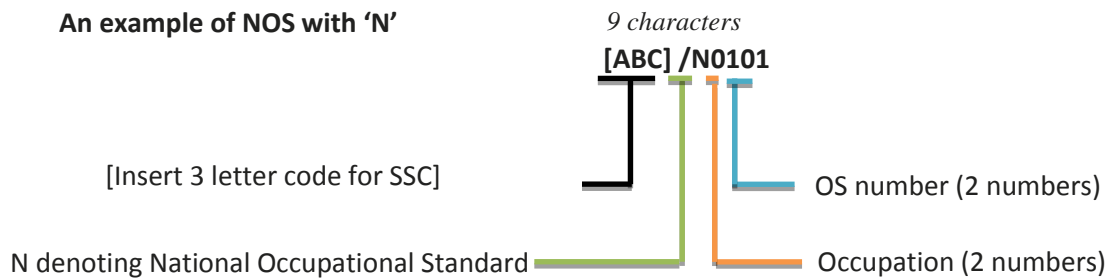 An example of NOS with ‘N’
9 characters
[ABC] /N0101
[Insert 3 letter code for SSC]
OS number (2 numbers)
N denoting National Occupational Standard
Occupation (2 numbers)